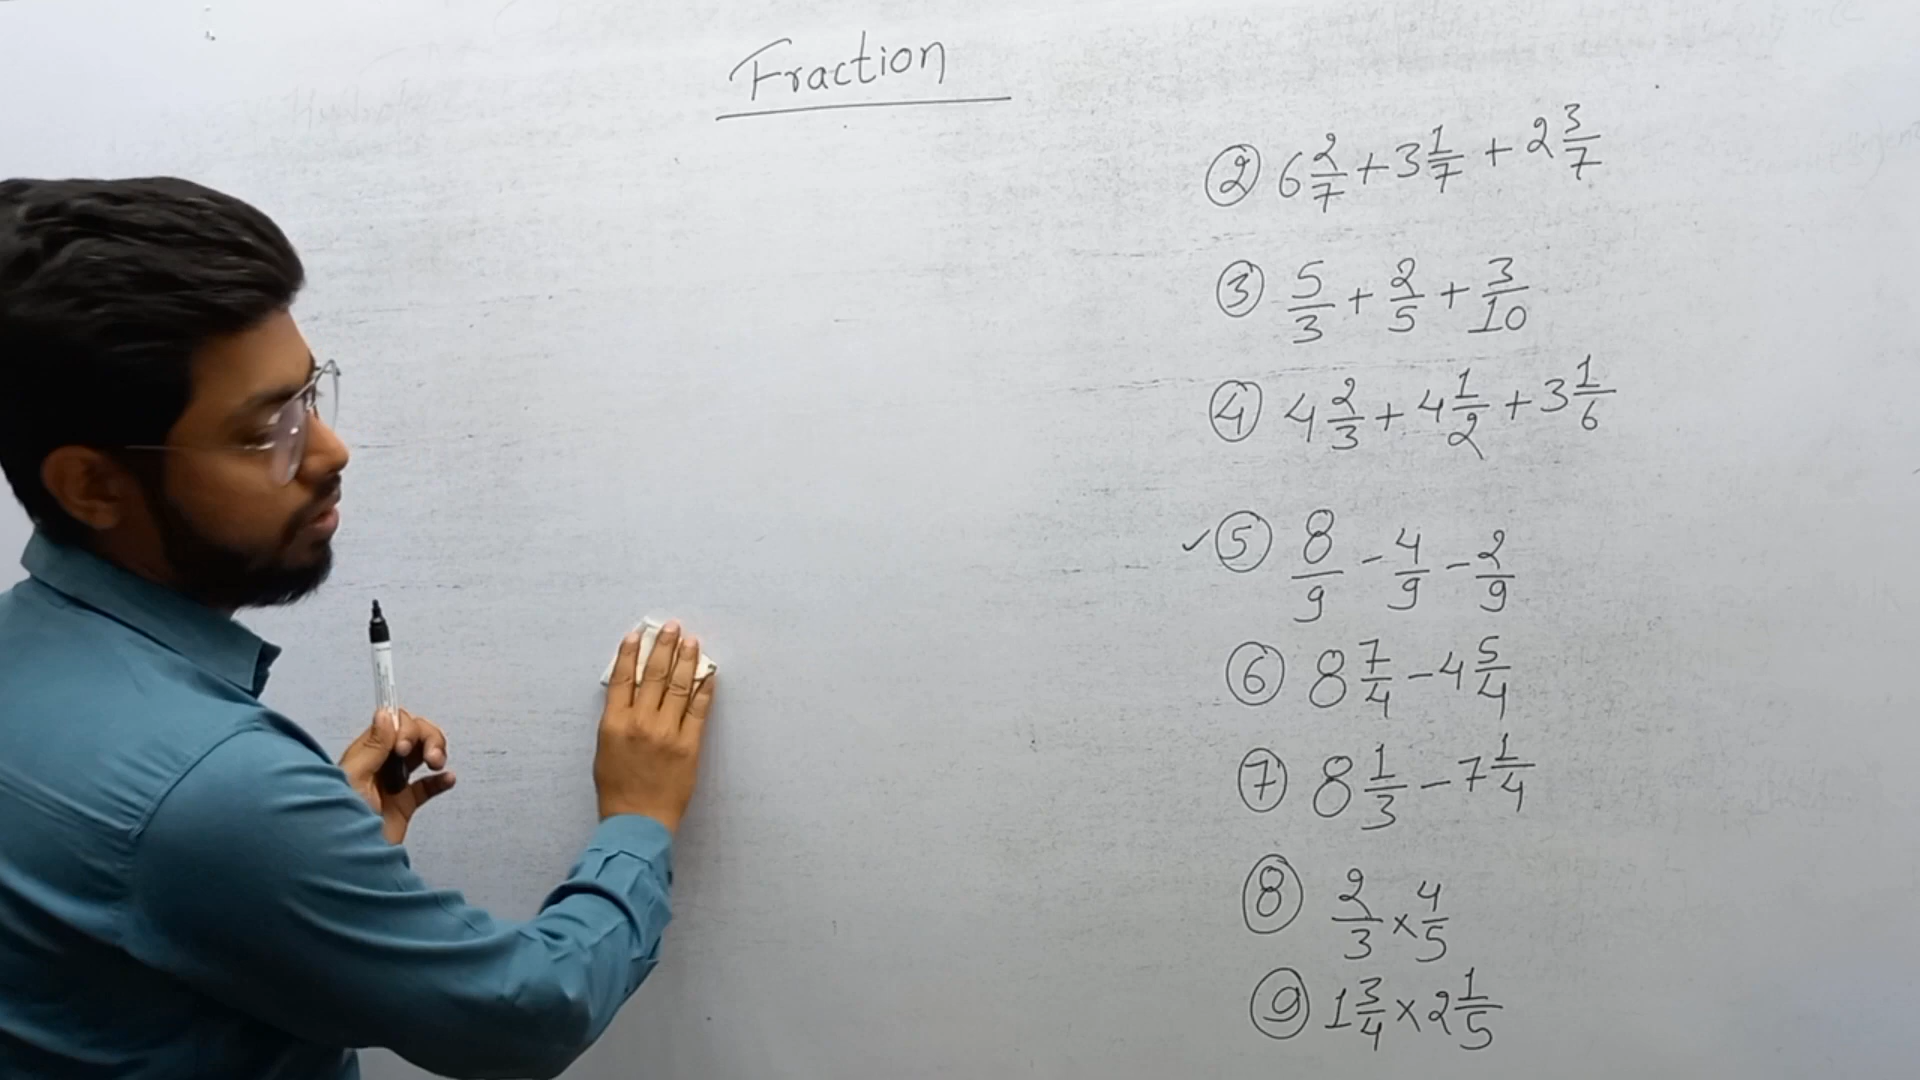 Fraction
② 6 2/7 + 3 1/7 + 2 3/7
③ 5/3 + 2/5 + 3/10
④ 4 2/3 + 4 1/2 + 3 1/6
✓⑤ 8/9 - 4/9 - 2/9
⑥ 8 7/4 - 4 5/4
⑦ 8 1/3 - 7 1/4
⑧ 2/3 × 4/5
⑨ 1 3/4 × 2 1/5